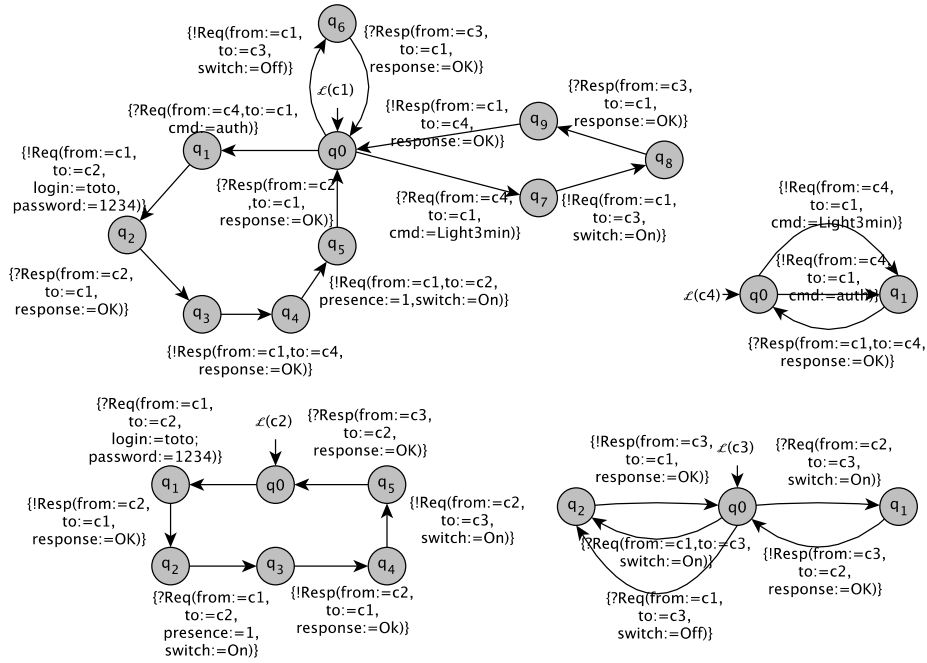 q6
{!Req(from:=c1,
to:=c3,
switch:=Off)}
{?Resp(from:=c3,
to:=c1,
response:=OK)}
ℒ(c1)
{?Req(from:=c4,to:=c1,
cmd:=auth)}
{!Resp(from:=c1,
to:=c4,
response:=OK)}
q9
{?Resp(from:=c3,
to:=c1,
response:=OK)}
q1
q0
q8
{!Req(from:=c1,
to:=c2,
login:=toto,
password:=1234)}
{?Resp(from:=c2
,to:=c1,
response:=OK)}
{?Req(from:=c4,
to:=c1,
cmd:=Light3min)}
q7
{!Req(from:=c1,
to:=c3,
switch:=On)}
q2
q5
{?Resp(from:=c2,
to:=c1,
response:=OK)}
{!Req(from:=c1,to:=c2,
presence:=1,switch:=On)}
q3
q4
{!Resp(from:=c1,to:=c4,
response:=OK)}
{!Req(from:=c4,
to:=c1,
cmd:=Light3min)}
{!Req(from:=c4,
to:=c1,
cmd:=auth)}
ℒ(c4)
q0
q1
{?Resp(from:=c1,to:=c4,
response:=OK)}
{?Req(from:=c1,
to:=c2,
login:=toto;
password:=1234)}
ℒ(c2)
{?Resp(from:=c3,
to:=c2,
response:=OK)}
q1
q0
q5
{!Resp(from:=c2,
to:=c1,
response:=OK)}
{!Req(from:=c2,
to:=c3,
switch:=On)}
q2
q3
q4
{?Req(from:=c1,
to:=c2,
presence:=1,
switch:=On)}
{!Resp(from:=c2,
to:=c1,
response:=Ok)}
{!Resp(from:=c3,
to:=c1,
response:=OK)}
ℒ(c3)
{?Req(from:=c2,
to:=c3,
switch:=On)}
q2
q0
q1
{?Req(from:=c1,to:=c3,
switch:=On)}
{!Resp(from:=c3,
to:=c2,
response:=OK)}
{?Req(from:=c1,
to:=c3,
switch:=Off)}